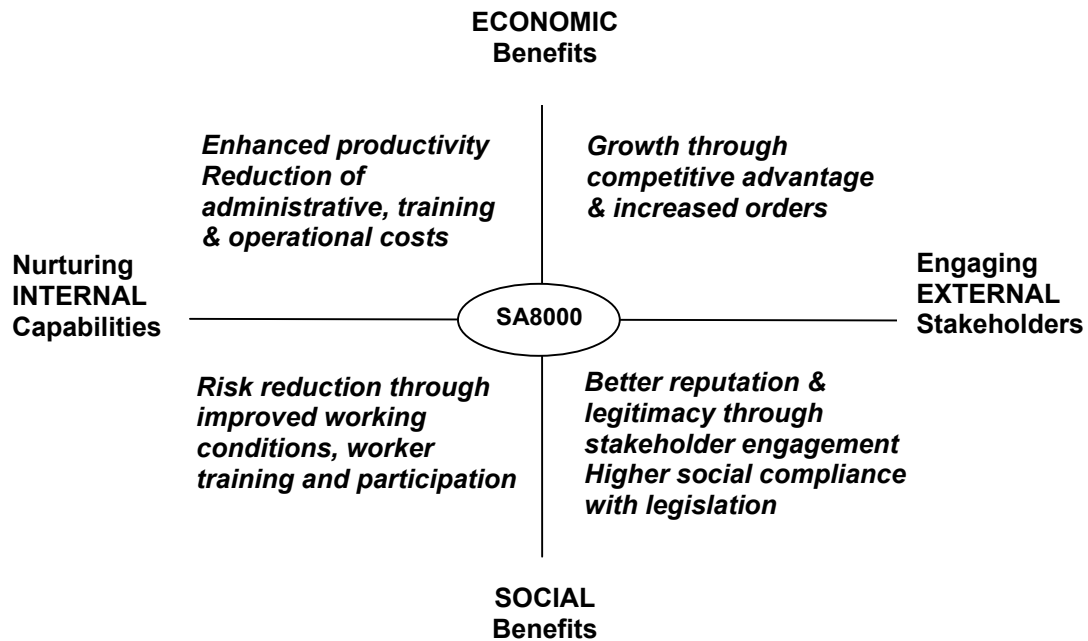 ECONOMIC
Benefits
Enhanced productivity
Reduction of
administrative, training
& operational costs
Growth through
competitive advantage
& increased orders
Nurturing
INTERNAL
Capabilities
SA8000
Engaging
EXTERNAL
Stakeholders
Risk reduction through
improved working
conditions, worker
training and participation
Better reputation &
legitimacy through
stakeholder engagement
Higher social compliance
with legislation
SOCIAL
Benefits